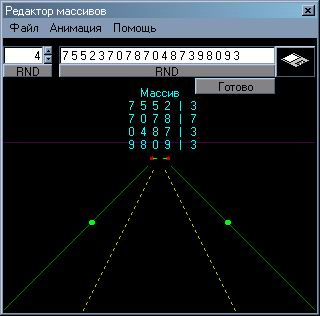 Редактор массивов
Файл Анимация Помощь
4 75523707870487398093
RND RND
Готово
Массив
7 5 5 2 | 3
7 0 7 8 | 7
0 4 8 7 | 3
9 8 0 9 | 3